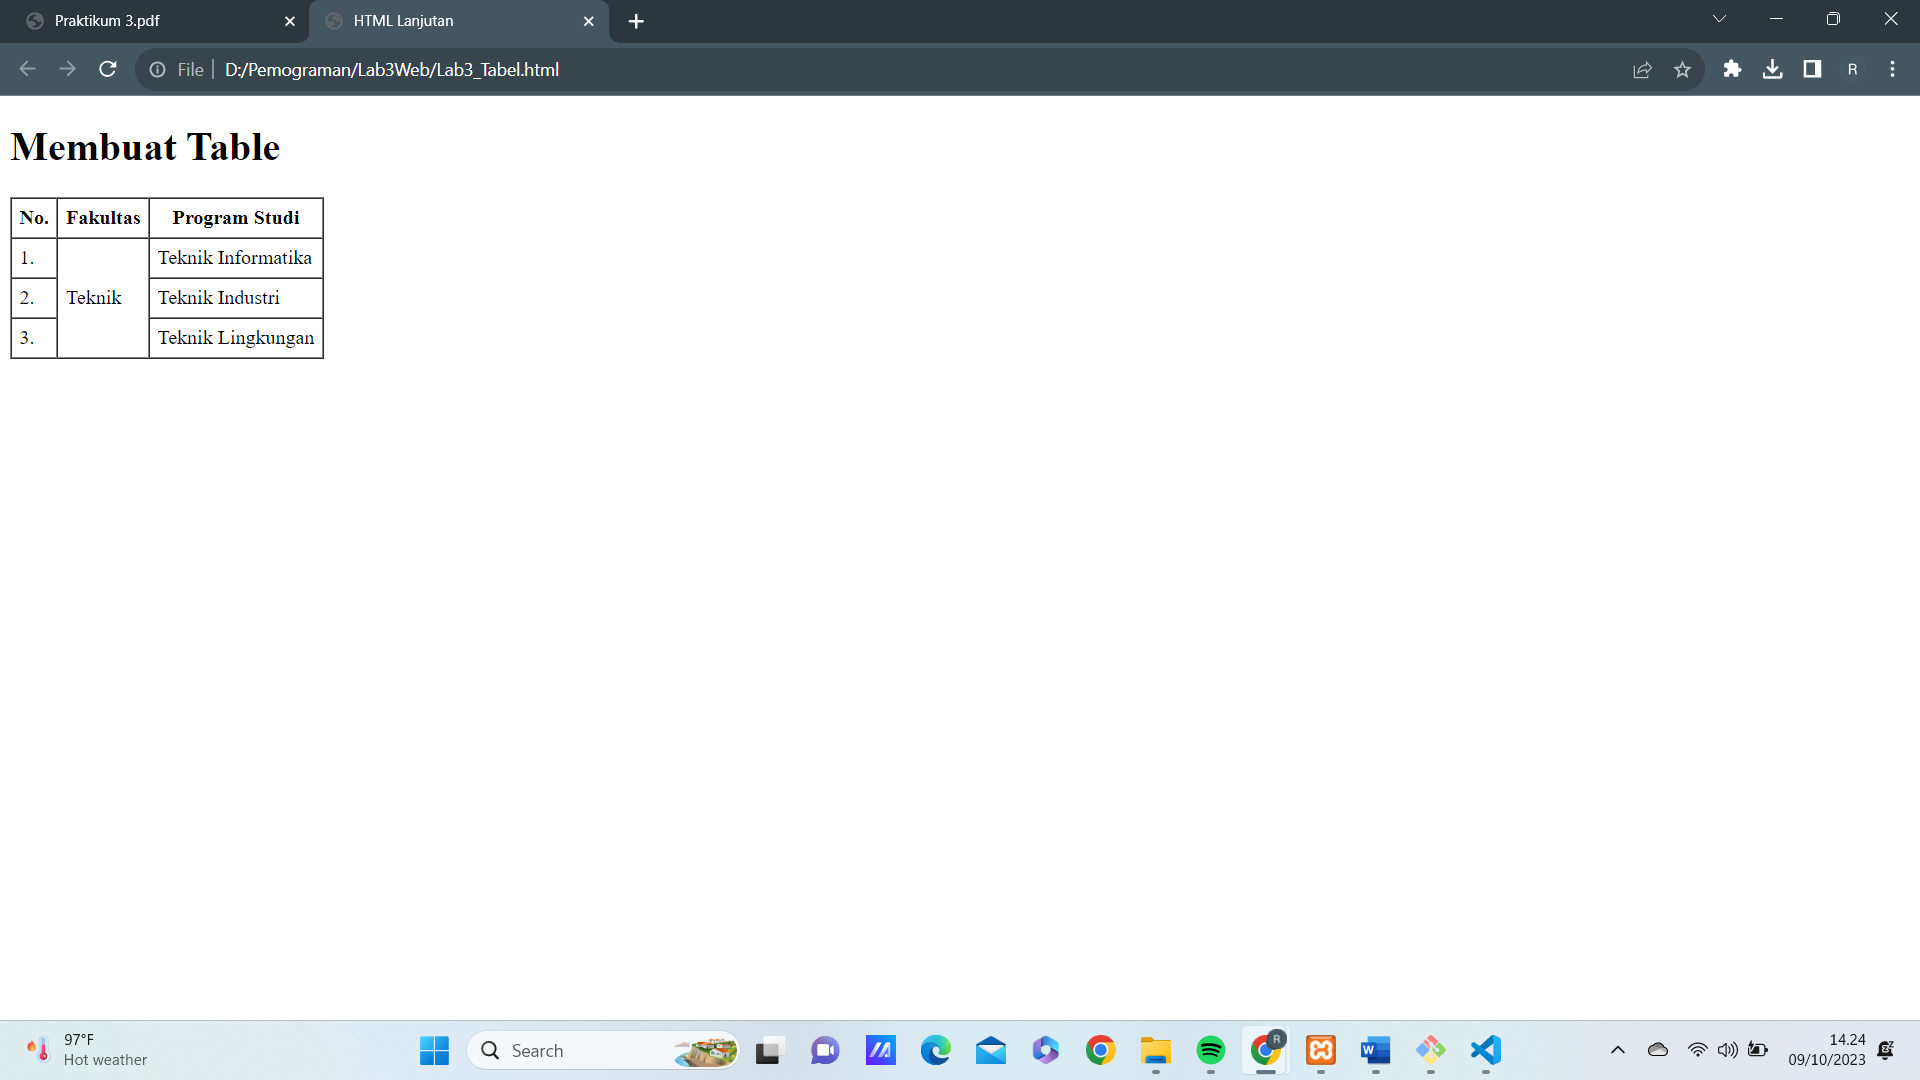 Praktikum 3.pdf
HTML Lanjutan
File D:/Pemograman/Lab3Web/Lab3_Tabel.html
R
Membuat Table
No. Fakultas Program Studi
1. Teknik Informatika
2. Teknik Teknik Industri
3. Teknik Lingkungan
97°F
Hot weather
Search
R
W
14.24
09/10/2023